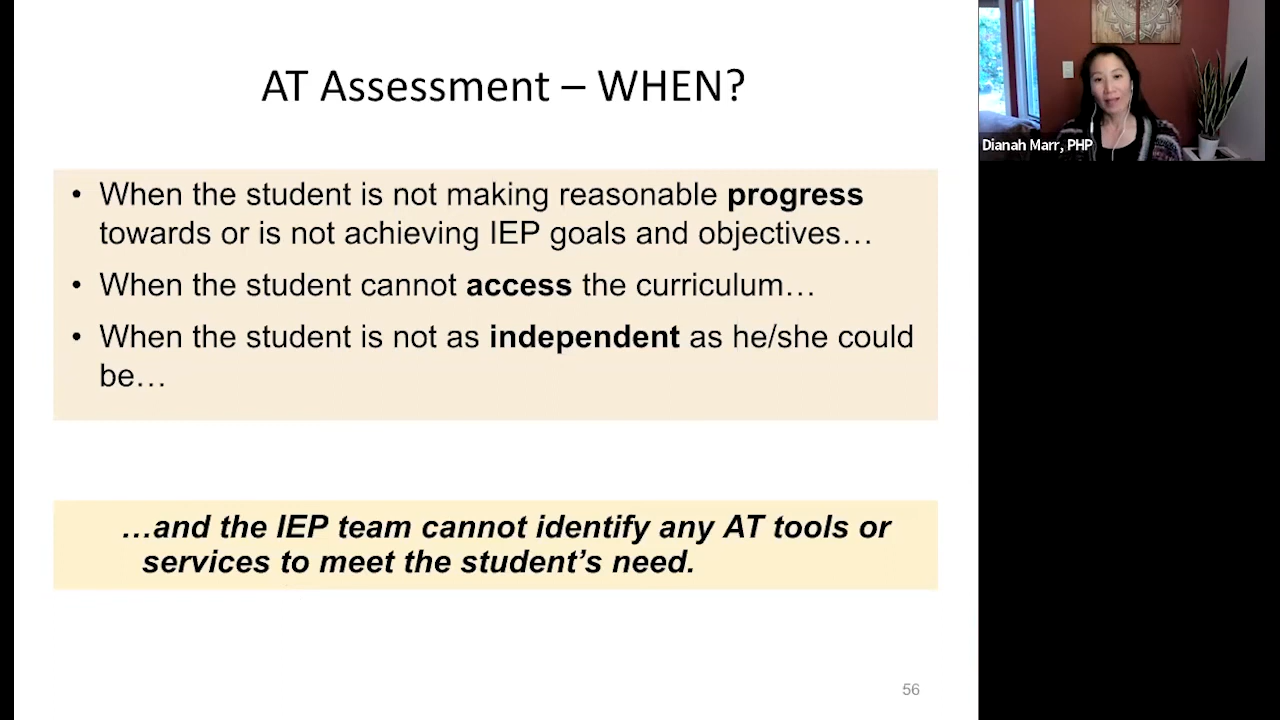 AT Assessment – WHEN?
• When the student is not making reasonable progress
towards or is not achieving IEP goals and objectives…
• When the student cannot access the curriculum…
• When the student is not as independent as he/she could
be…
…and the IEP team cannot identify any AT tools or
services to meet the student’s need.
56
Dianah Marr, PHP